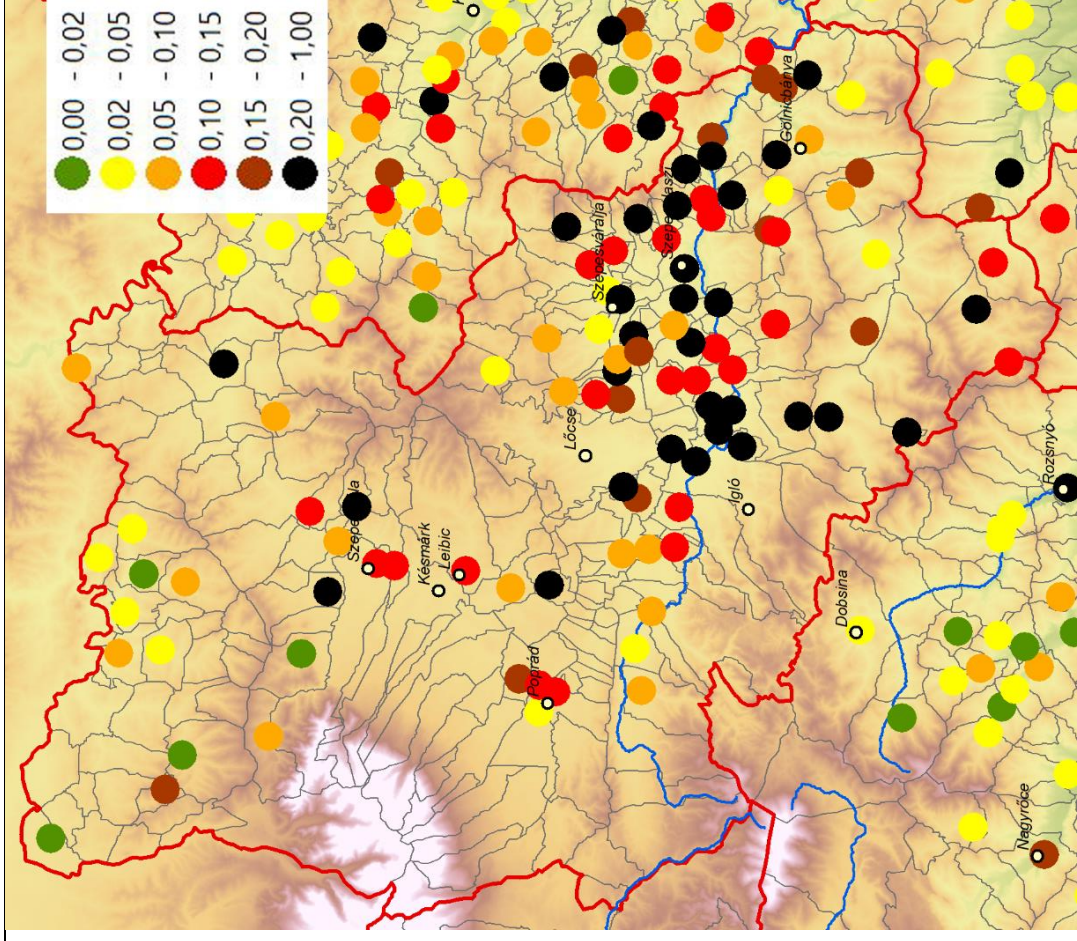 0,00 - 0,02
0,02 - 0,05
0,05 - 0,10
0,10 - 0,15
0,15 - 0,20
0,20 - 1,00
Gölnicbánya
Szepesváralja
Lőcse
Késmárk
Leibic
Igló
Poprád
Dobsina
Rozsnyó
Nagyrőce